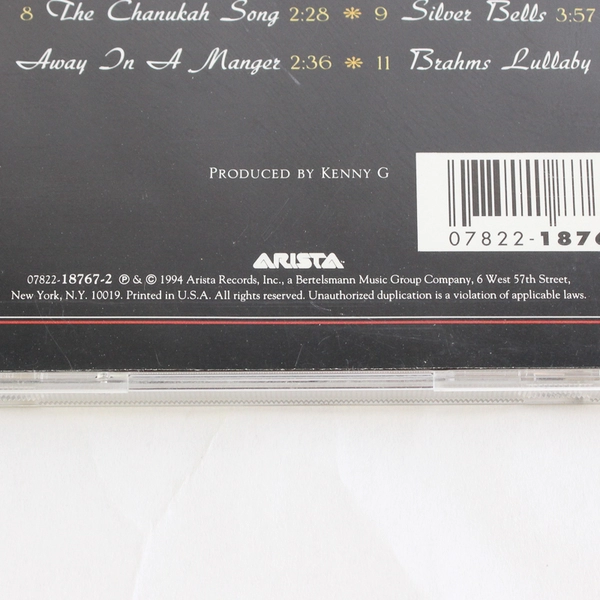 8 The Chanukah Song 2:28 * 9 Silver Bells 3:57
Away In A Manger 2:36 * 11 Brahms Lullaby
PRODUCED BY KENNY G
07822-1876
ARISTA
07822-18767-2 ℗ & © 1994 Arista Records, Inc., a Bertelsmann Music Group Company, 6 West 57th Street,
New York, N.Y. 10019. Printed in U.S.A. All rights reserved. Unauthorized duplication is a violation of applicable laws.